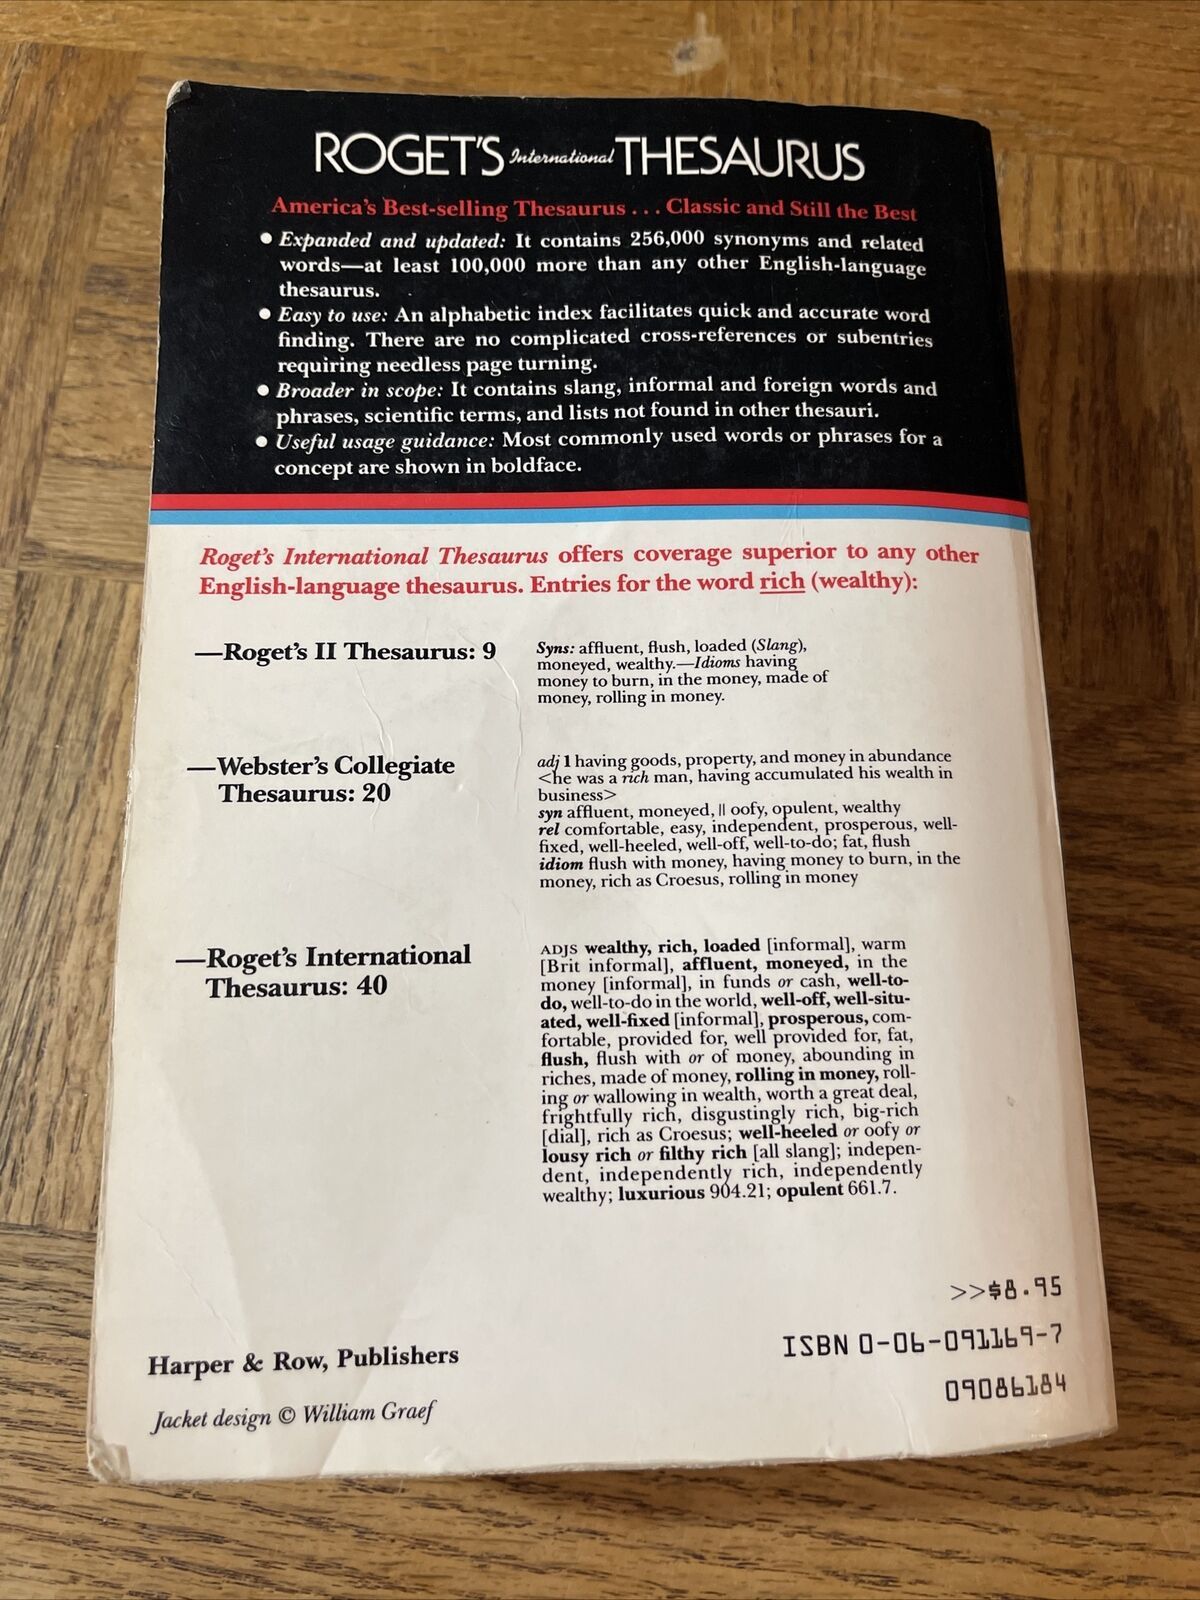 ROGET'S International THESAURUS
America's Best-selling Thesaurus . . . Classic and Still the Best
● Expanded and updated: It contains 256,000 synonyms and related
words—at least 100,000 more than any other English-language
thesaurus.
● Easy to use: An alphabetic index facilitates quick and accurate word
finding. There are no complicated cross-references or subentries
requiring needless page turning.
● Broader in scope: It contains slang, informal and foreign words and
phrases, scientific terms, and lists not found in other thesauri.
● Useful usage guidance: Most commonly used words or phrases for a
concept are shown in boldface.
Roget's International Thesaurus offers coverage superior to any other
English-language thesaurus. Entries for the word rich (wealthy):
—Roget's II Thesaurus: 9
Syns: affluent, flush, loaded (Slang),
moneyed, wealthy.—Idioms having
money to burn, in the money, made of
money, rolling in money.
—Webster's Collegiate
Thesaurus: 20
adj 1 having goods, property, and money in abundance
<he was a rich man, having accumulated his wealth in
business>
syn affluent, moneyed, || oofy, opulent, wealthy
rel comfortable, easy, independent, prosperous, well-
fixed, well-heeled, well-off, well-to-do; fat, flush
idiom flush with money, having money to burn, in the
money, rich as Croesus, rolling in money
—Roget's International
Thesaurus: 40
ADJS wealthy, rich, loaded [informal], warm
[Brit informal], affluent, moneyed, in the
money [informal], in funds or cash, well-to-
do, well-to-do in the world, well-off, well-situ-
ated, well-fixed [informal], prosperous, com-
fortable, provided for, well provided for, fat,
flush, flush with or of money, abounding in
riches, made of money, rolling in money, roll-
ing or wallowing in wealth, worth a great deal,
frightfully rich, disgustingly rich, big-rich
[dial], rich as Croesus; well-heeled or oofy or
lousy rich or filthy rich [all slang]; indepen-
dent, independently rich, independently
wealthy; luxurious 904.21; opulent 661.7.
>>$8.95
ISBN 0-06-091169-7
09086184
Harper & Row, Publishers
Jacket design © William Graef